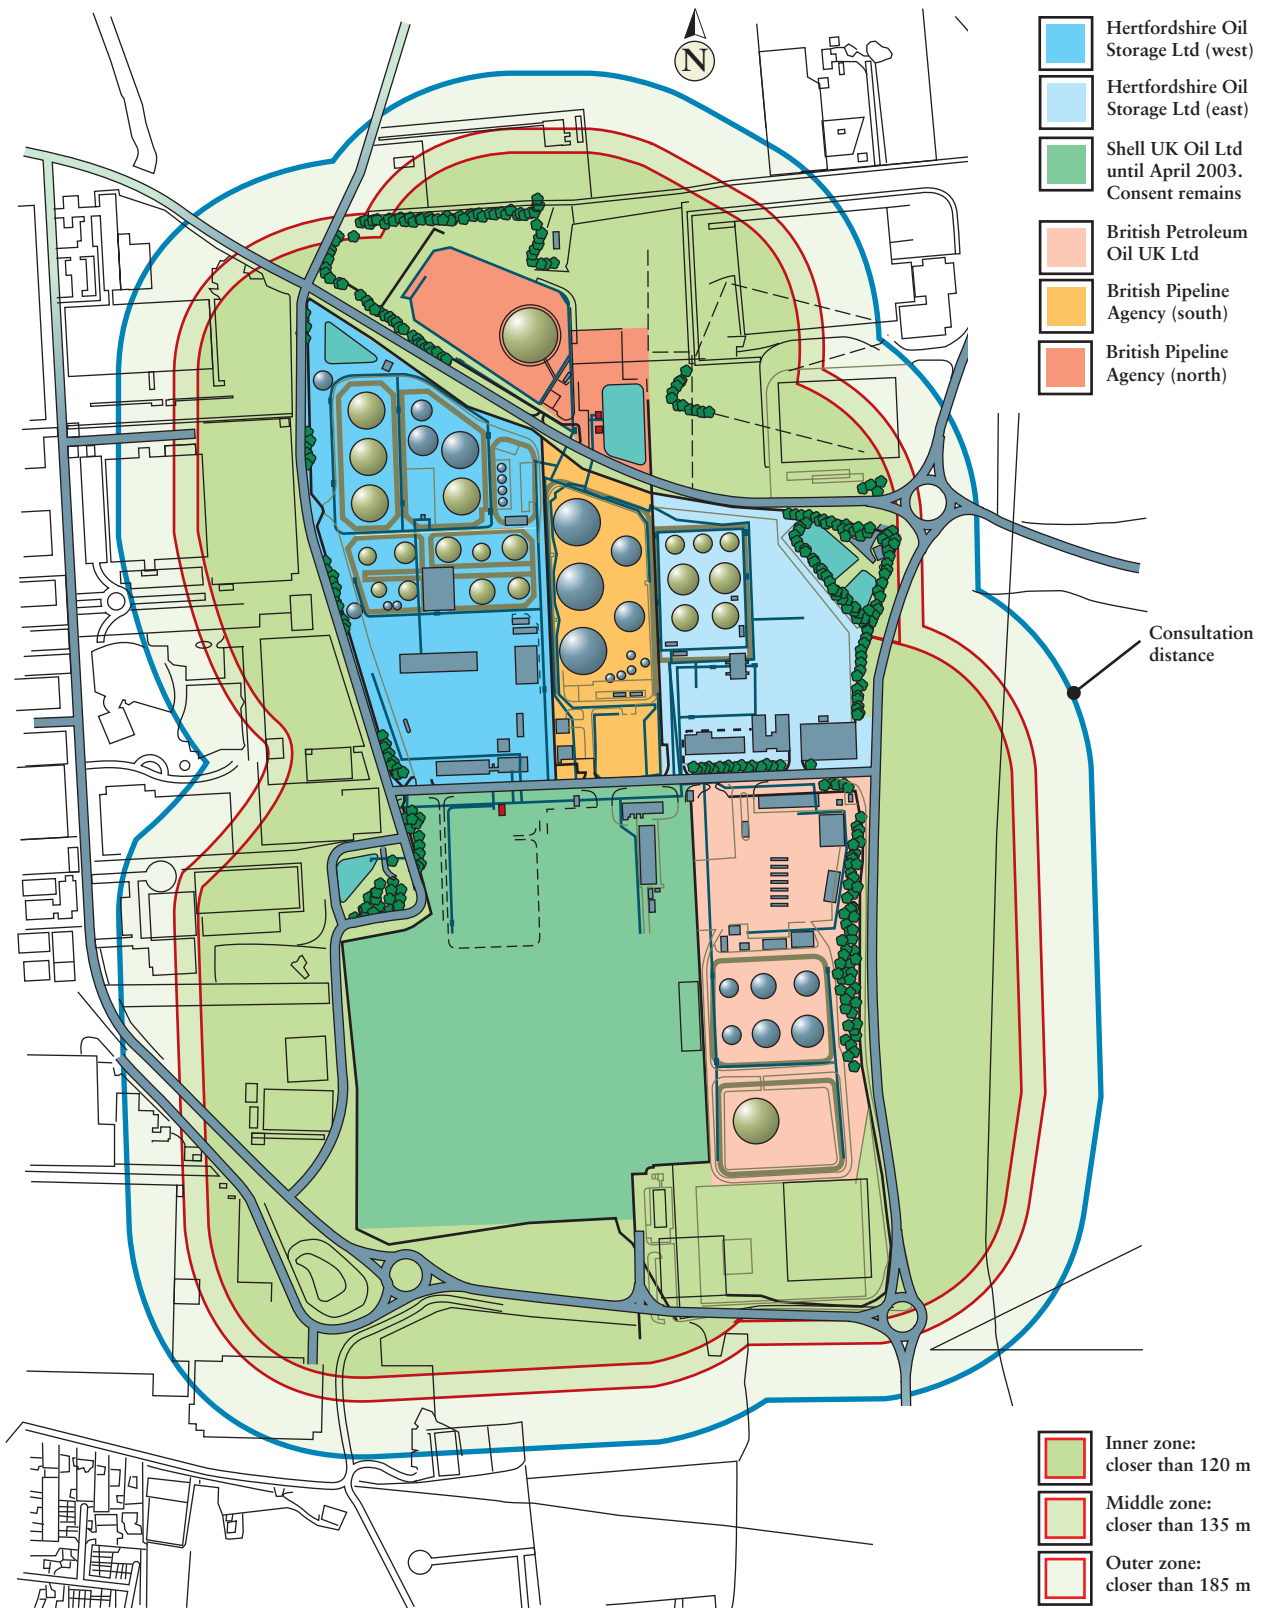 N
Hertfordshire Oil
Storage Ltd (west)
Hertfordshire Oil
Storage Ltd (east)
Shell UK Oil Ltd
until April 2003.
Consent remains
British Petroleum
Oil UK Ltd
British Pipeline
Agency (south)
British Pipeline
Agency (north)
Consultation
distance
Inner zone:
closer than 120 m
Middle zone:
closer than 135 m
Outer zone:
closer than 185 m